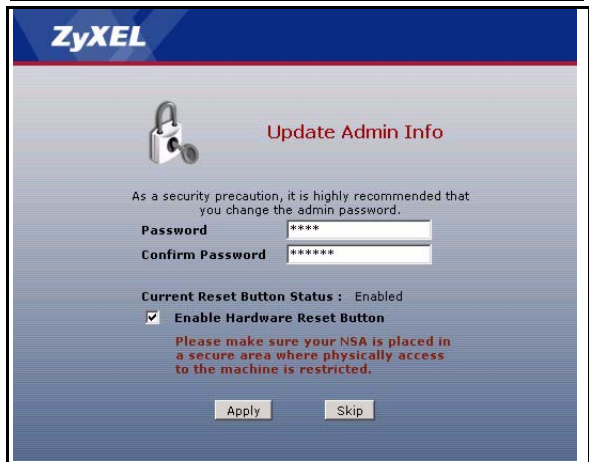 ZyXEL
Update Admin Info
As a security precaution, it is highly recommended that
you change the admin password.
Password ****
Confirm Password ******
Current Reset Button Status : Enabled
Enable Hardware Reset Button
Please make sure your NSA is placed in
a secure area where physically access
to the machine is restricted.
Apply Skip